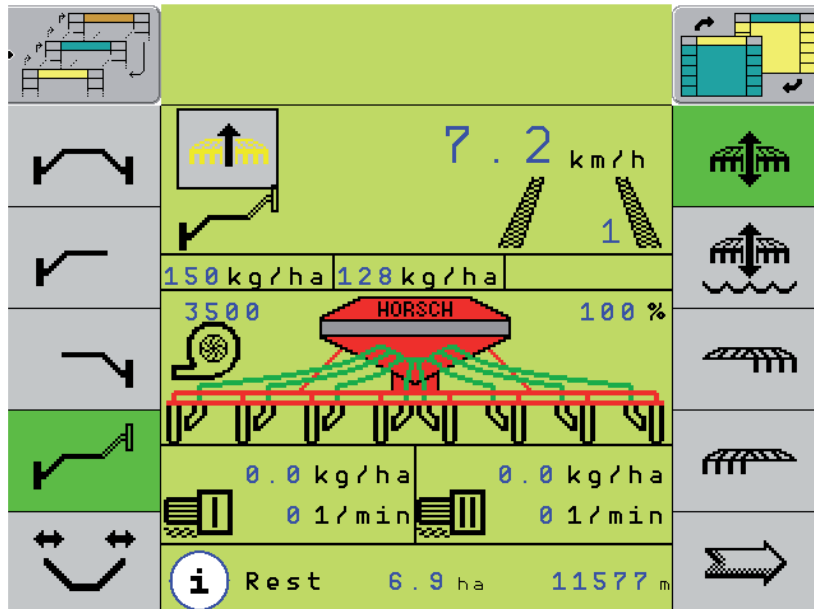 7.2 km/h
1
150 kg/ha 128 kg/ha
3500 HORSCH 100 %
0.0 kg/ha 0.0 kg/ha
I 0 1/min II 0 1/min
i Rest 6.9 ha 11577 m